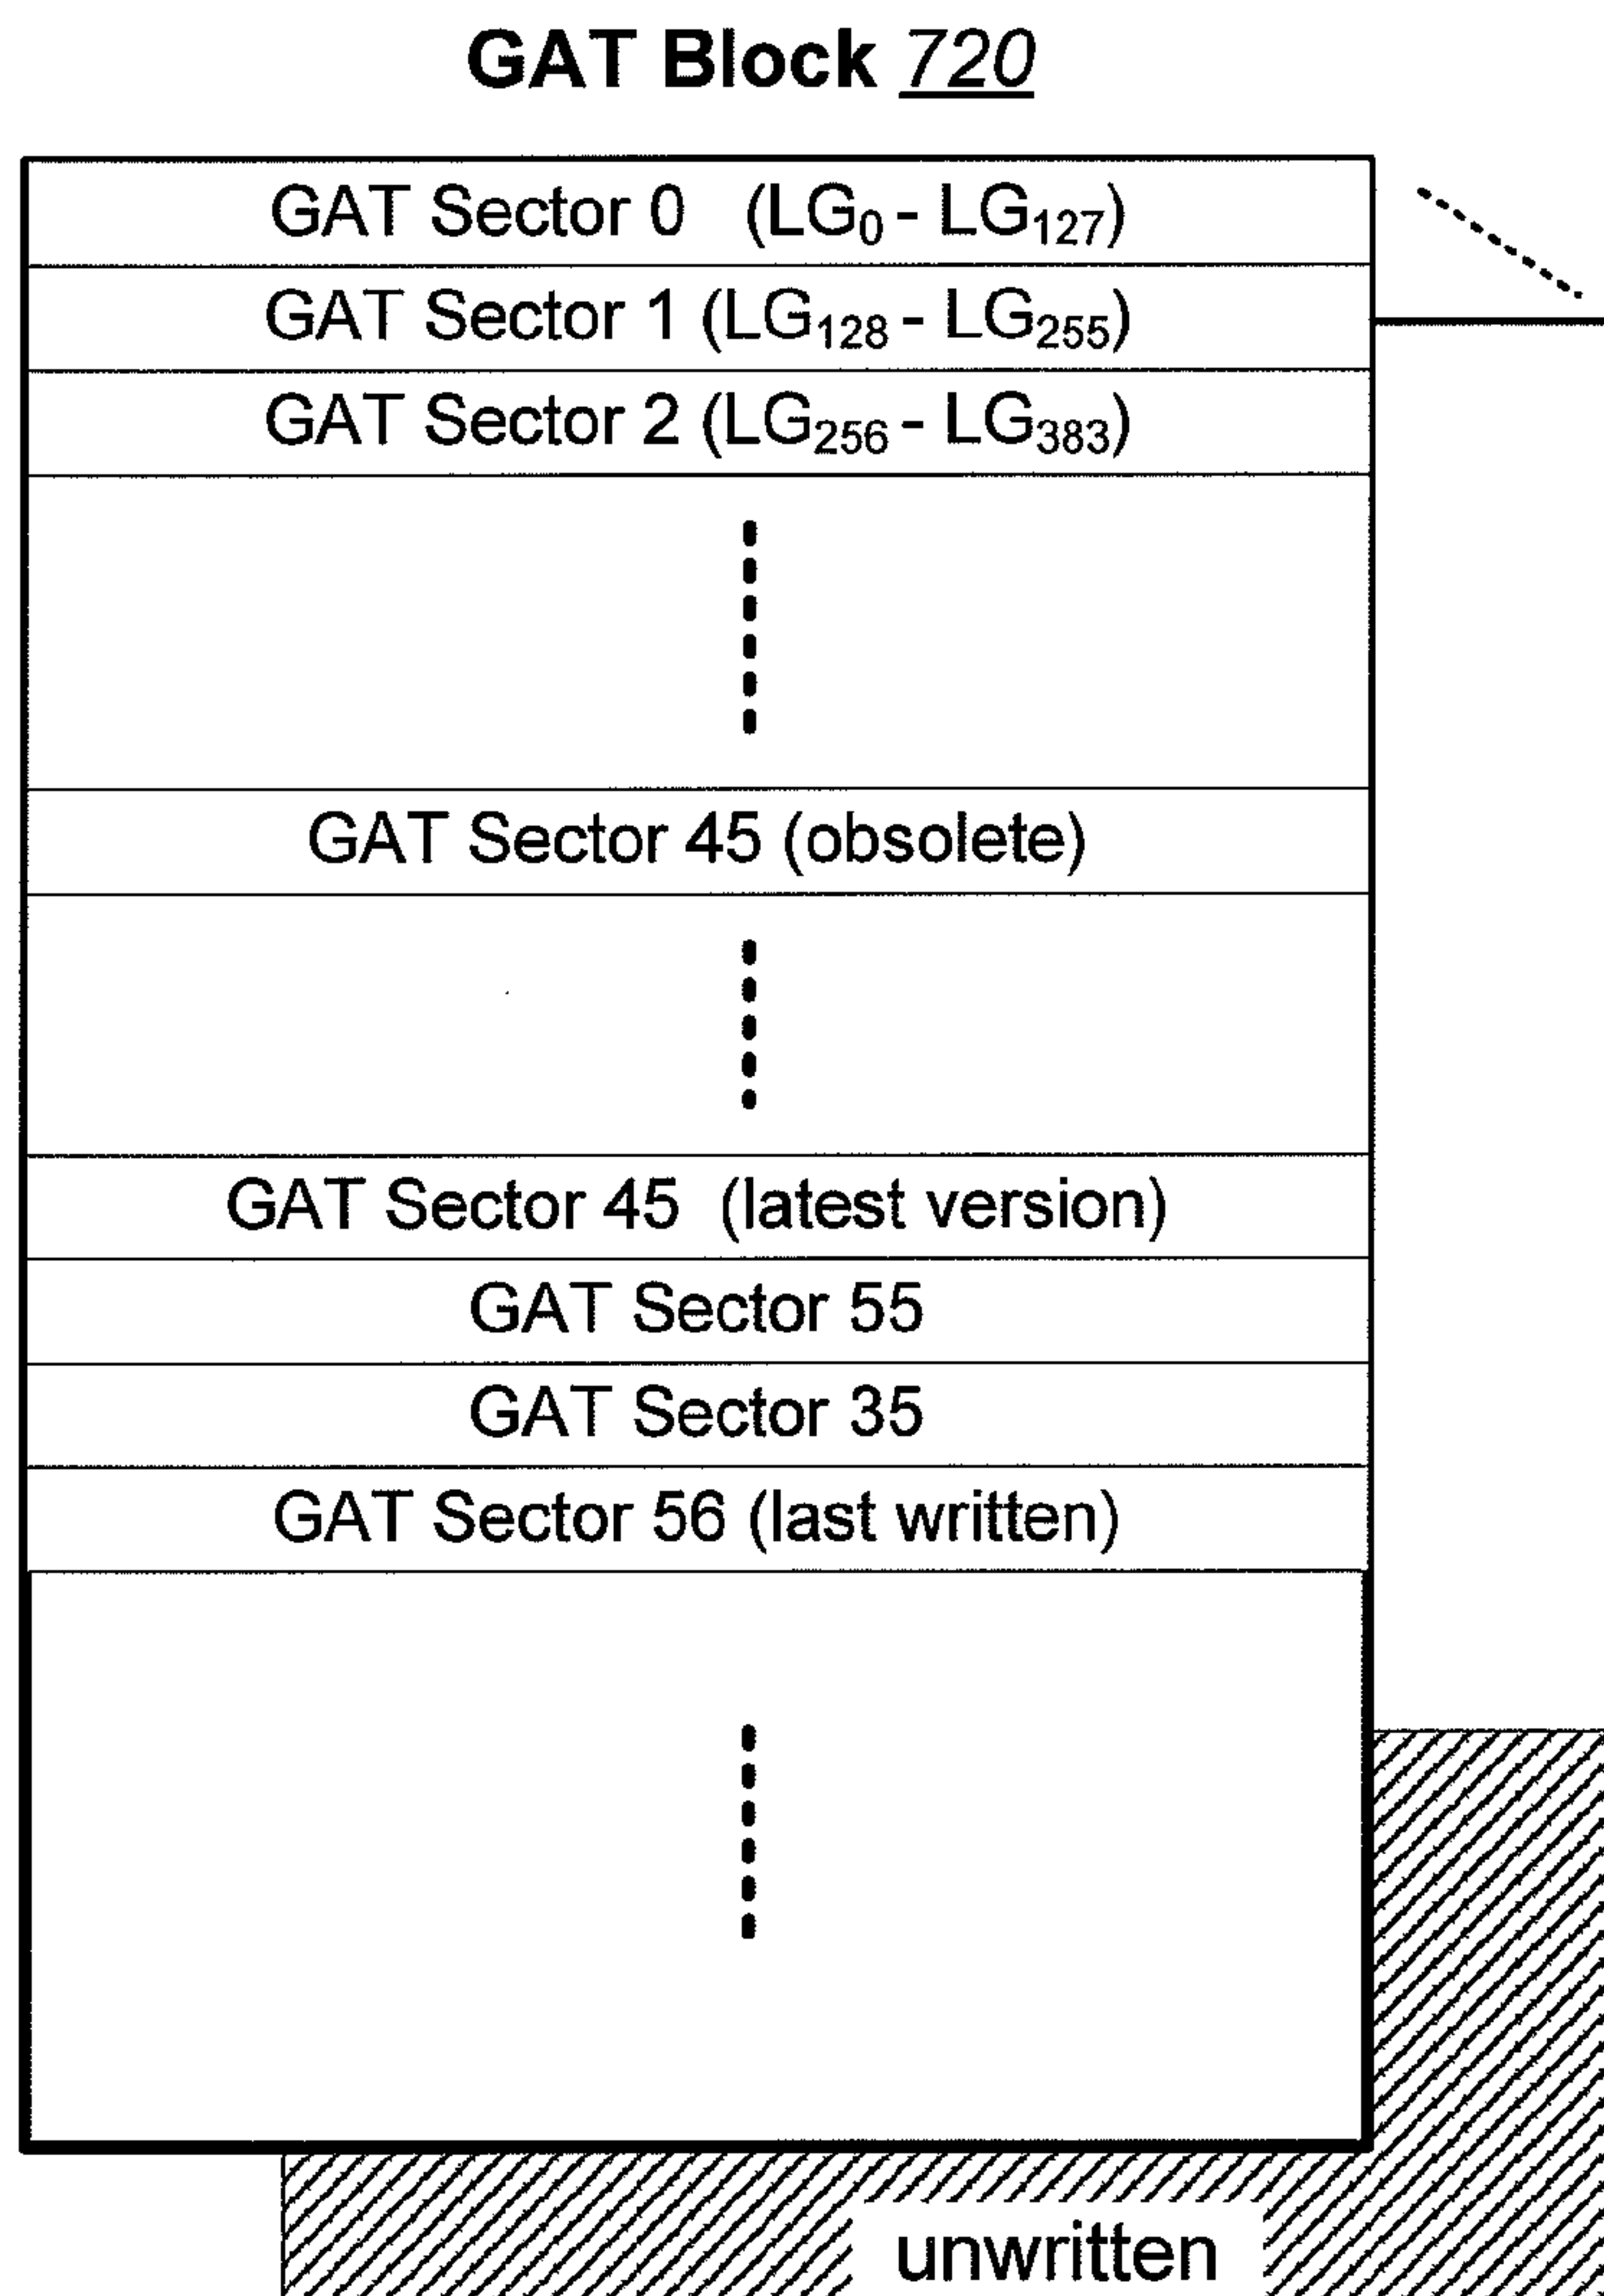 GAT Block 720
GAT Sector 0 (LG₀ - LG₁₂₇)
GAT Sector 1 (LG₁₂₈ - LG₂₅₅)
GAT Sector 2 (LG₂₅₆ - LG₃₈₃)
GAT Sector 45 (obsolete)
GAT Sector 45 (latest version)
GAT Sector 55
GAT Sector 35
GAT Sector 56 (last written)
unwritten